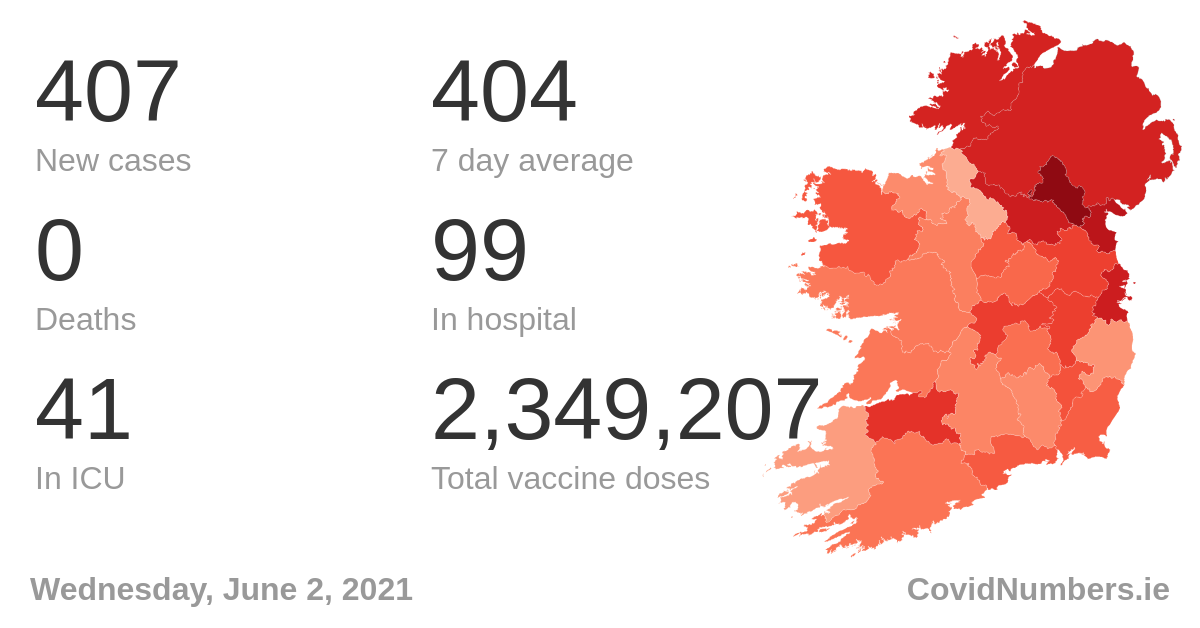 407
New cases
404
7 day average
0
Deaths
99
In hospital
41
In ICU
2,349,207
Total vaccine doses
Wednesday, June 2, 2021
CovidNumbers.ie